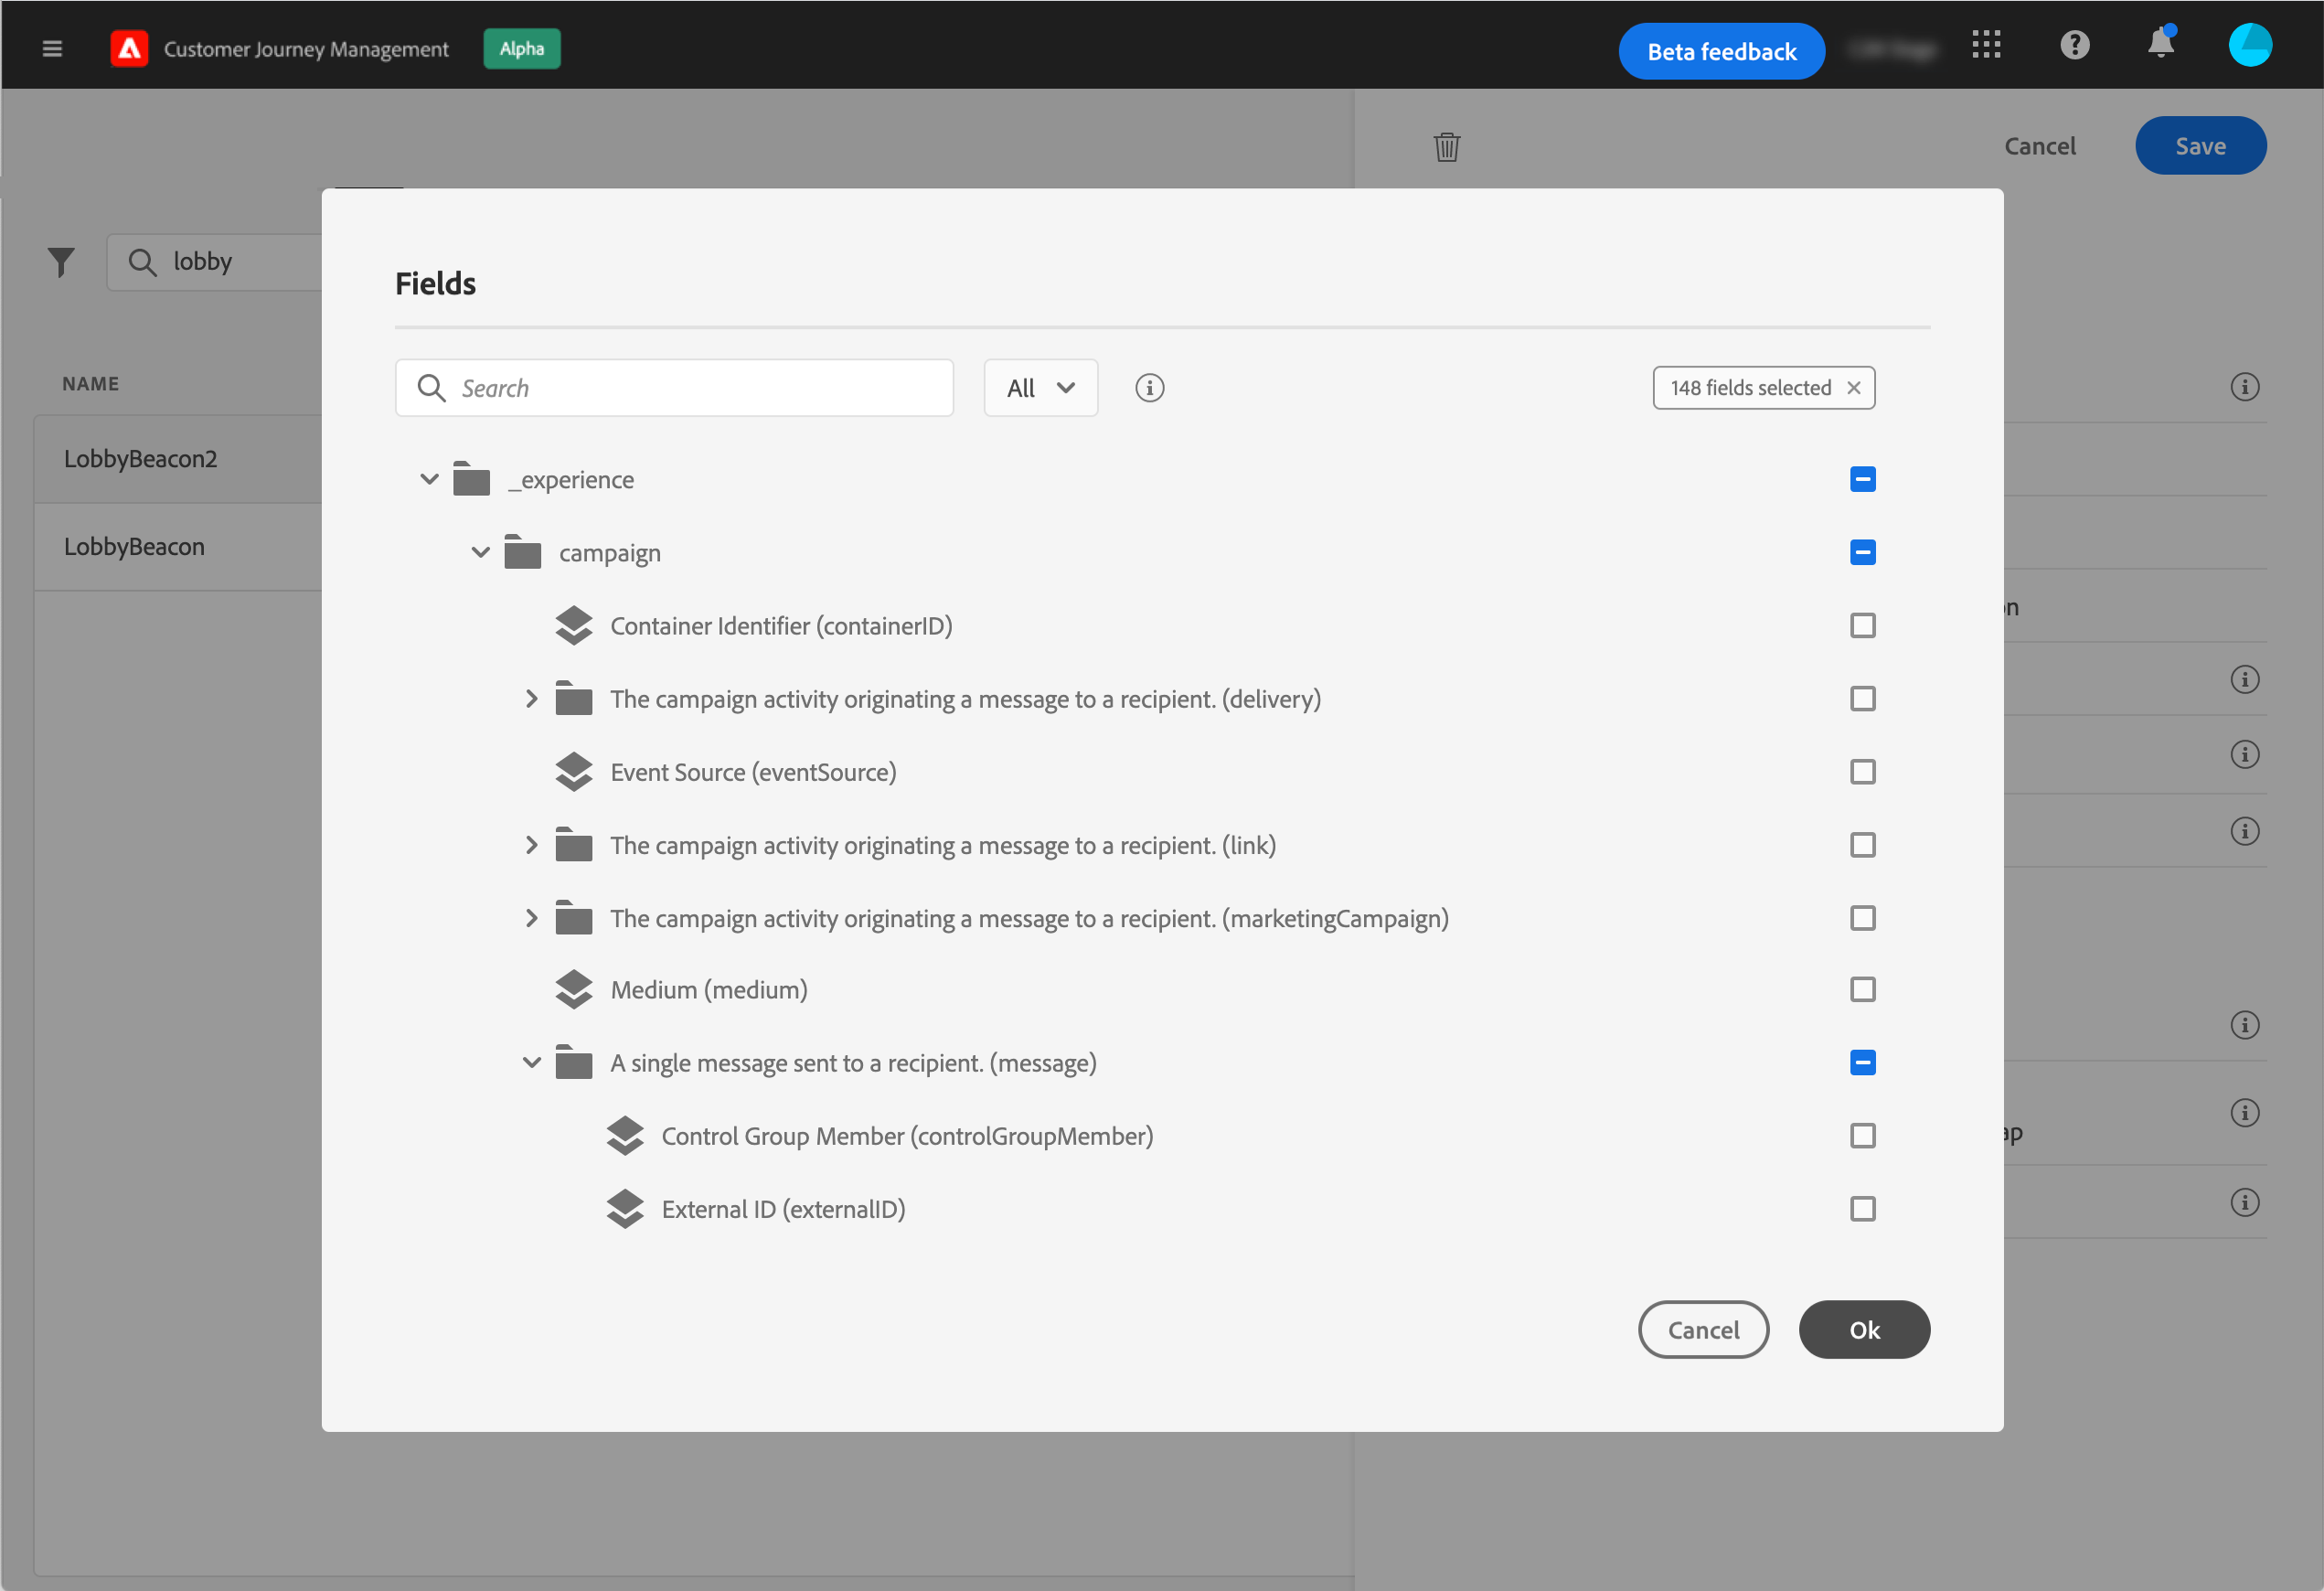 Customer Journey Management
Alpha
Beta feedback
Cancel
Save
lobby
NAME
LobbyBeacon2
LobbyBeacon
Fields
Search
All
148 fields selected
_experience
campaign
Container Identifier (containerID)
The campaign activity originating a message to a recipient. (delivery)
Event Source (eventSource)
The campaign activity originating a message to a recipient. (link)
The campaign activity originating a message to a recipient. (marketingCampaign)
Medium (medium)
A single message sent to a recipient. (message)
Control Group Member (controlGroupMember)
External ID (externalID)
Cancel
Ok